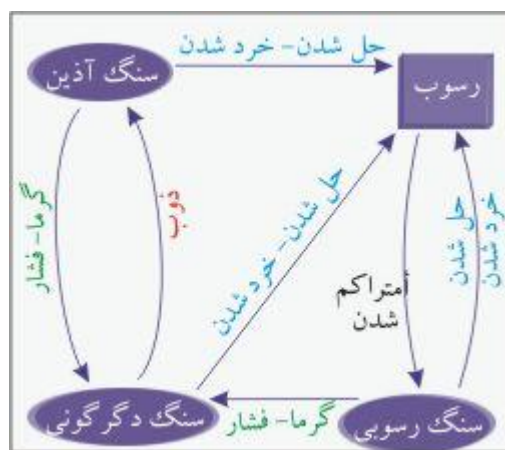 حل شدن - خرد شدن
سنگ آذین
رسوب
گرما - فشار
ذوب
حل شدن - خرد شدن
حل شدن
خرد شدن
أمتراکم
شدن
سنگ دگرگونی
گرما - فشار
سنگ رسوبی